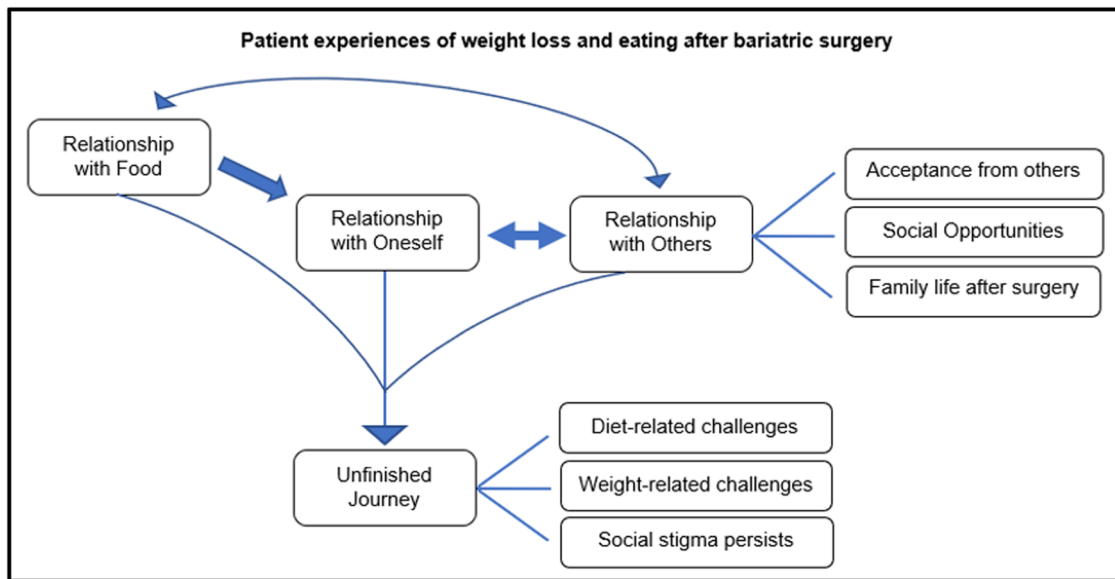 Patient experiences of weight loss and eating after bariatric surgery
Relationship
with Food
Relationship
with Oneself
Relationship
with Others
Acceptance from others
Social Opportunities
Family life after surgery
Unfinished
Journey
Diet-related challenges
Weight-related challenges
Social stigma persists